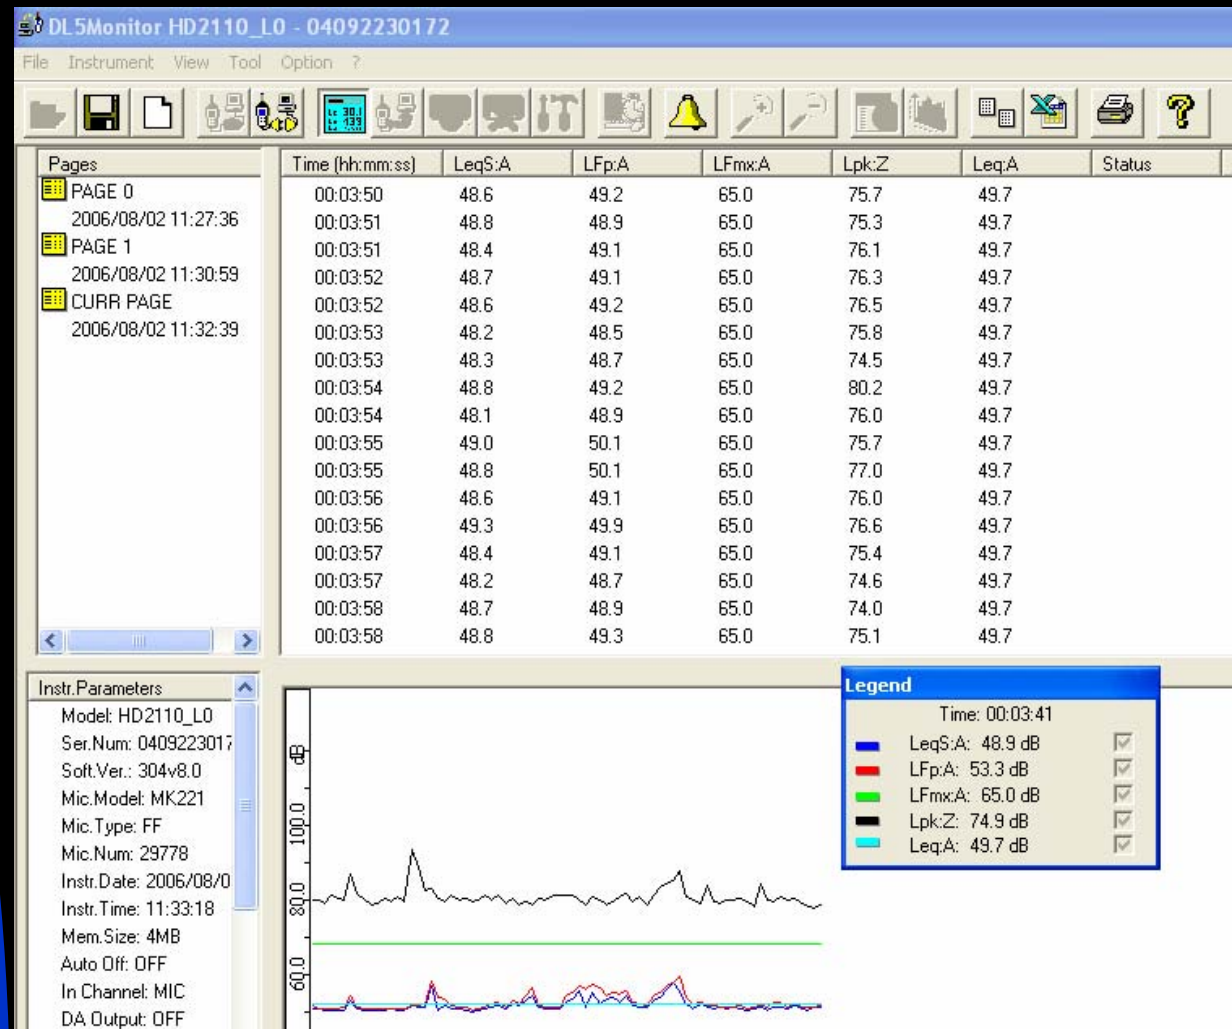 DL5Monitor HD2110_L0 - 04092230172
File Instrument View Tool Option ?
Pages
PAGE 0
2006/08/02 11:27:36
PAGE 1
2006/08/02 11:30:59
CURR PAGE
2006/08/02 11:32:39
Time (hh:mm:ss) LeqS:A LFp:A LFmx:A Lpk:Z Leq:A Status
00:03:50 48.6 49.2 65.0 75.7 49.7
00:03:51 48.8 48.9 65.0 75.3 49.7
00:03:51 48.4 49.1 65.0 76.1 49.7
00:03:52 48.7 49.1 65.0 76.3 49.7
00:03:52 48.6 49.2 65.0 76.5 49.7
00:03:53 48.2 48.5 65.0 75.8 49.7
00:03:53 48.3 48.7 65.0 74.5 49.7
00:03:54 48.8 49.2 65.0 80.2 49.7
00:03:54 48.1 48.9 65.0 76.0 49.7
00:03:55 49.0 50.1 65.0 75.7 49.7
00:03:55 48.8 50.1 65.0 77.0 49.7
00:03:56 48.6 49.1 65.0 76.0 49.7
00:03:56 49.3 49.9 65.0 76.6 49.7
00:03:57 48.4 49.1 65.0 75.4 49.7
00:03:57 48.2 48.7 65.0 74.6 49.7
00:03:58 48.7 48.9 65.0 74.0 49.7
00:03:58 48.8 49.3 65.0 75.1 49.7
Instr.Parameters
Model: HD2110_L0
Ser.Num: 0409223017
Soft.Ver.: 304v8.0
Mic.Model: MK221
Mic.Type: FF
Mic.Num: 29778
Instr.Date: 2006/08/0
Instr.Time: 11:33:18
Mem.Size: 4MB
Auto Off: OFF
In Channel: MIC
DA Output: OFF
dB
100.0
80.0
60.0
Legend
Time: 00:03:41
LeqS:A: 48.9 dB
LFp:A: 53.3 dB
LFmx:A: 65.0 dB
Lpk:Z: 74.9 dB
Leq:A: 49.7 dB